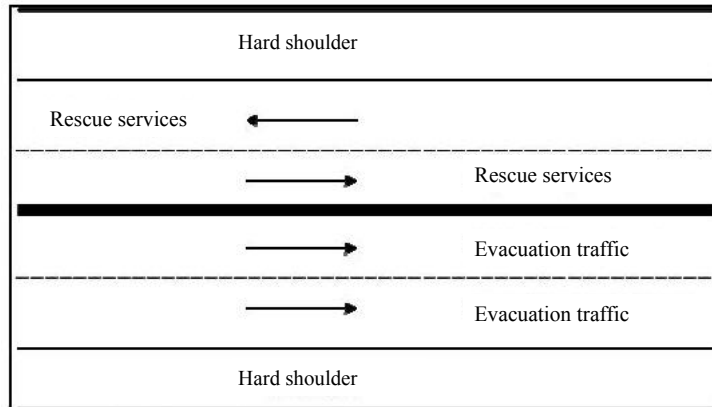 Hard shoulder
Rescue services
Rescue services
Evacuation traffic
Evacuation traffic
Hard shoulder